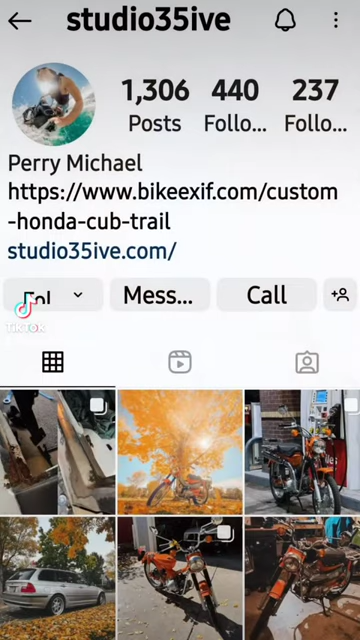 studio35ive
1,306 440 237
Posts Follo... Follo...
Perry Michael
https://www.bikeexif.com/custom
-honda-cub-trail
studio35ive.com/
Mess... Call
TikTok